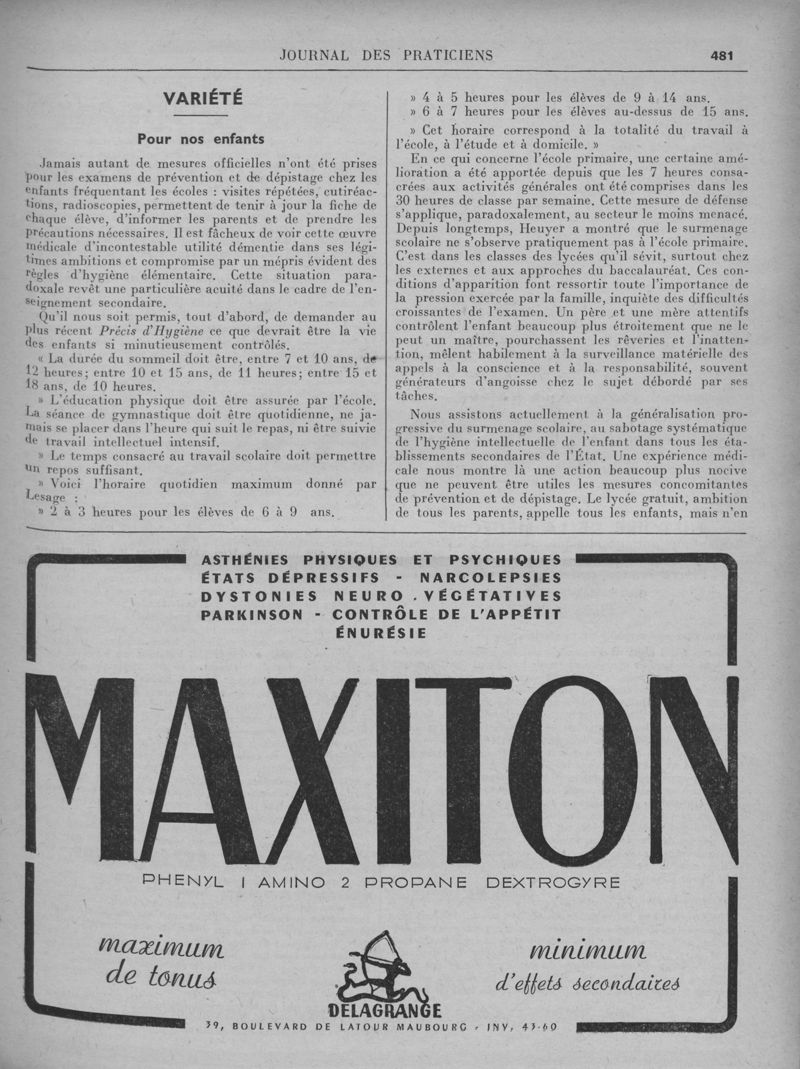 JOURNAL DES PRATICIENS
481
VARIÉTÉ
Pour nos enfants
Jamais autant de mesures officielles n'ont été prises
pour les examens de prévention et de dépistage chez les
enfants fréquentant les écoles : visites répétées, cutiréac-
tions, radioscopies, permettent de tenir à jour la fiche de
chaque élève, d'informer les parents et de prendre les
précautions nécessaires. Il est fâcheux de voir cette œuvre
médicale d'incontestable utilité démentie dans ses légi-
times ambitions et compromise par un mépris évident des
règles d'hygiène élémentaire. Cette situation para-
doxale revêt une particulière acuité dans le cadre de l'en-
seignement secondaire.
Qu'il nous soit permis, tout d'abord, de demander au
plus récent Précis d'Hygiène ce que devrait être la vie
des enfants si minutieusement contrôlés.
« La durée du sommeil doit être, entre 7 et 10 ans, de
12 heures; entre 10 et 15 ans, de 11 heures; entre 15 et
18 ans, de 10 heures.
» L'éducation physique doit être assurée par l'école.
La séance de gymnastique doit être quotidienne, ne ja-
mais se placer dans l'heure qui suit le repas, ni être suivie
de travail intellectuel intensif.
» Le temps consacré au travail scolaire doit permettre
un repos suffisant.
» Voici l'horaire quotidien maximum donné par
Lesage :
» 2 à 3 heures pour les élèves de 6 à 9 ans.
» 4 à 5 heures pour les élèves de 9 à 14 ans.
» 6 à 7 heures pour les élèves au-dessus de 15 ans.
» Cet horaire correspond à la totalité du travail à
l'école, à l'étude et à domicile. »
En ce qui concerne l'école primaire, une certaine amé-
lioration a été apportée depuis que les 7 heures consa-
crées aux activités générales ont été comprises dans les
30 heures de classe par semaine. Cette mesure de défense
s'applique, paradoxalement, au secteur le moins menacé.
Depuis longtemps, Heuyer a montré que le surmenage
scolaire ne s'observe pratiquement pas à l'école primaire.
C'est dans les classes des lycées qu'il sévit, surtout chez
les externes et aux approches du baccalauréat. Ces con-
ditions d'apparition font ressortir toute l'importance de
la pression exercée par la famille, inquiète des difficultés
croissantes de l'examen. Un père et une mère attentifs
contrôlent l'enfant beaucoup plus étroitement que ne le
peut un maître, pourchassent les rêveries et l'inatten-
tion, mêlent habilement à la surveillance matérielle des
appels à la conscience et à la responsabilité, souvent
générateurs d'angoisse chez le sujet débordé par ses
tâches.
Nous assistons actuellement à la généralisation pro-
gressive du surmenage scolaire, au sabotage systématique
de l'hygiène intellectuelle de l'enfant dans tous les éta-
blissements secondaires de l'État. Une expérience médi-
cale nous montre là une action beaucoup plus nocive
que ne peuvent être utiles les mesures concomitantes
de prévention et de dépistage. Le lycée gratuit, ambition
de tous les parents, appelle tous les enfants, mais n'en
ASTHÉNIES PHYSIQUES ET PSYCHIQUES
ÉTATS DÉPRESSIFS - NARCOLEPSIES
DYSTONIES NEURO . VÉGÉTATIVES
PARKINSON - CONTRÔLE DE L'APPÉTIT
ÉNURÉSIE
MAXITON
PHENYL 1 AMINO 2 PROPANE DEXTROGYRE
maximum
de tonus
minimum
d'effets secondaires
DELAGRANGE
39, BOULEVARD DE LATOUR MAUBOURG - INV. 45-60